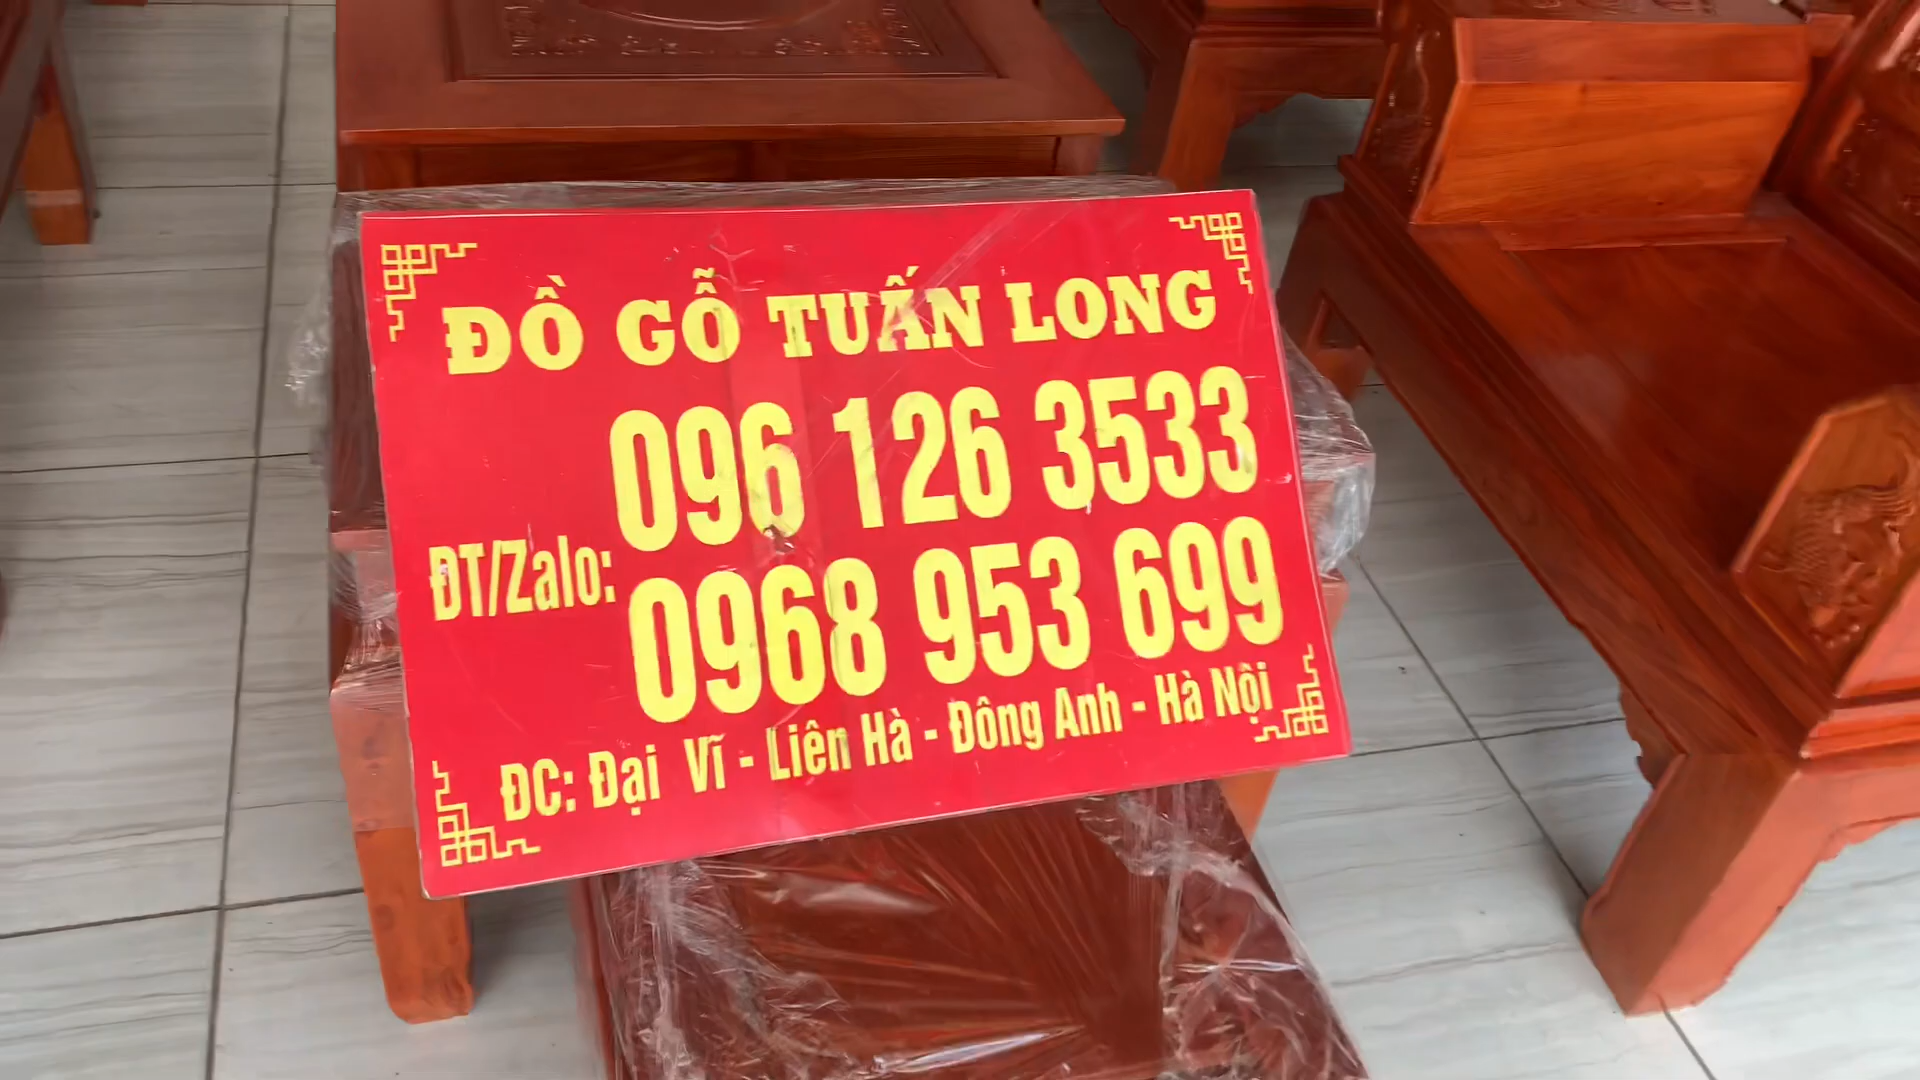 ĐỒ GỖ TUẤN LONG
096 126 3533
ĐT/Zalo:
0968 953 699
ĐC: Đại Vĩ - Liên Hà - Đông Anh - Hà Nội